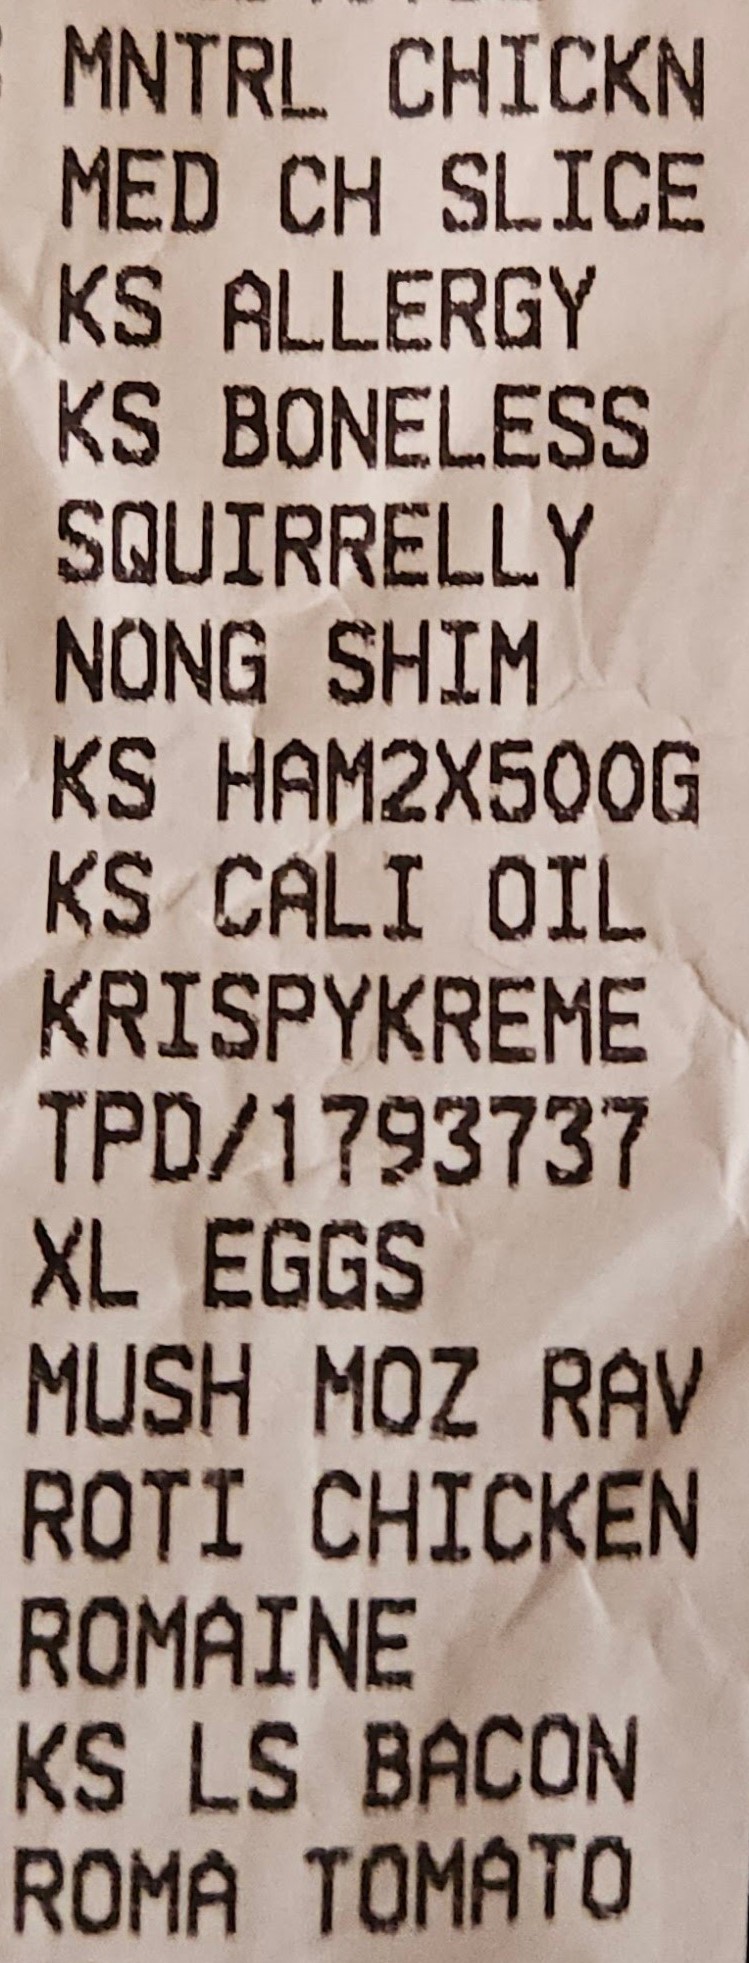 MNTRL CHICKN
MED CH SLICE
KS ALLERGY
KS BONELESS
SQUIRRELLY
NONG SHIM
KS HAM2X500G
KS CALI OIL
KRISPYKREME
TPD/1793737
XL EGGS
MUSH MOZ RAV
ROTI CHICKEN
ROMAINE
KS LS BACON
ROMA TOMATO